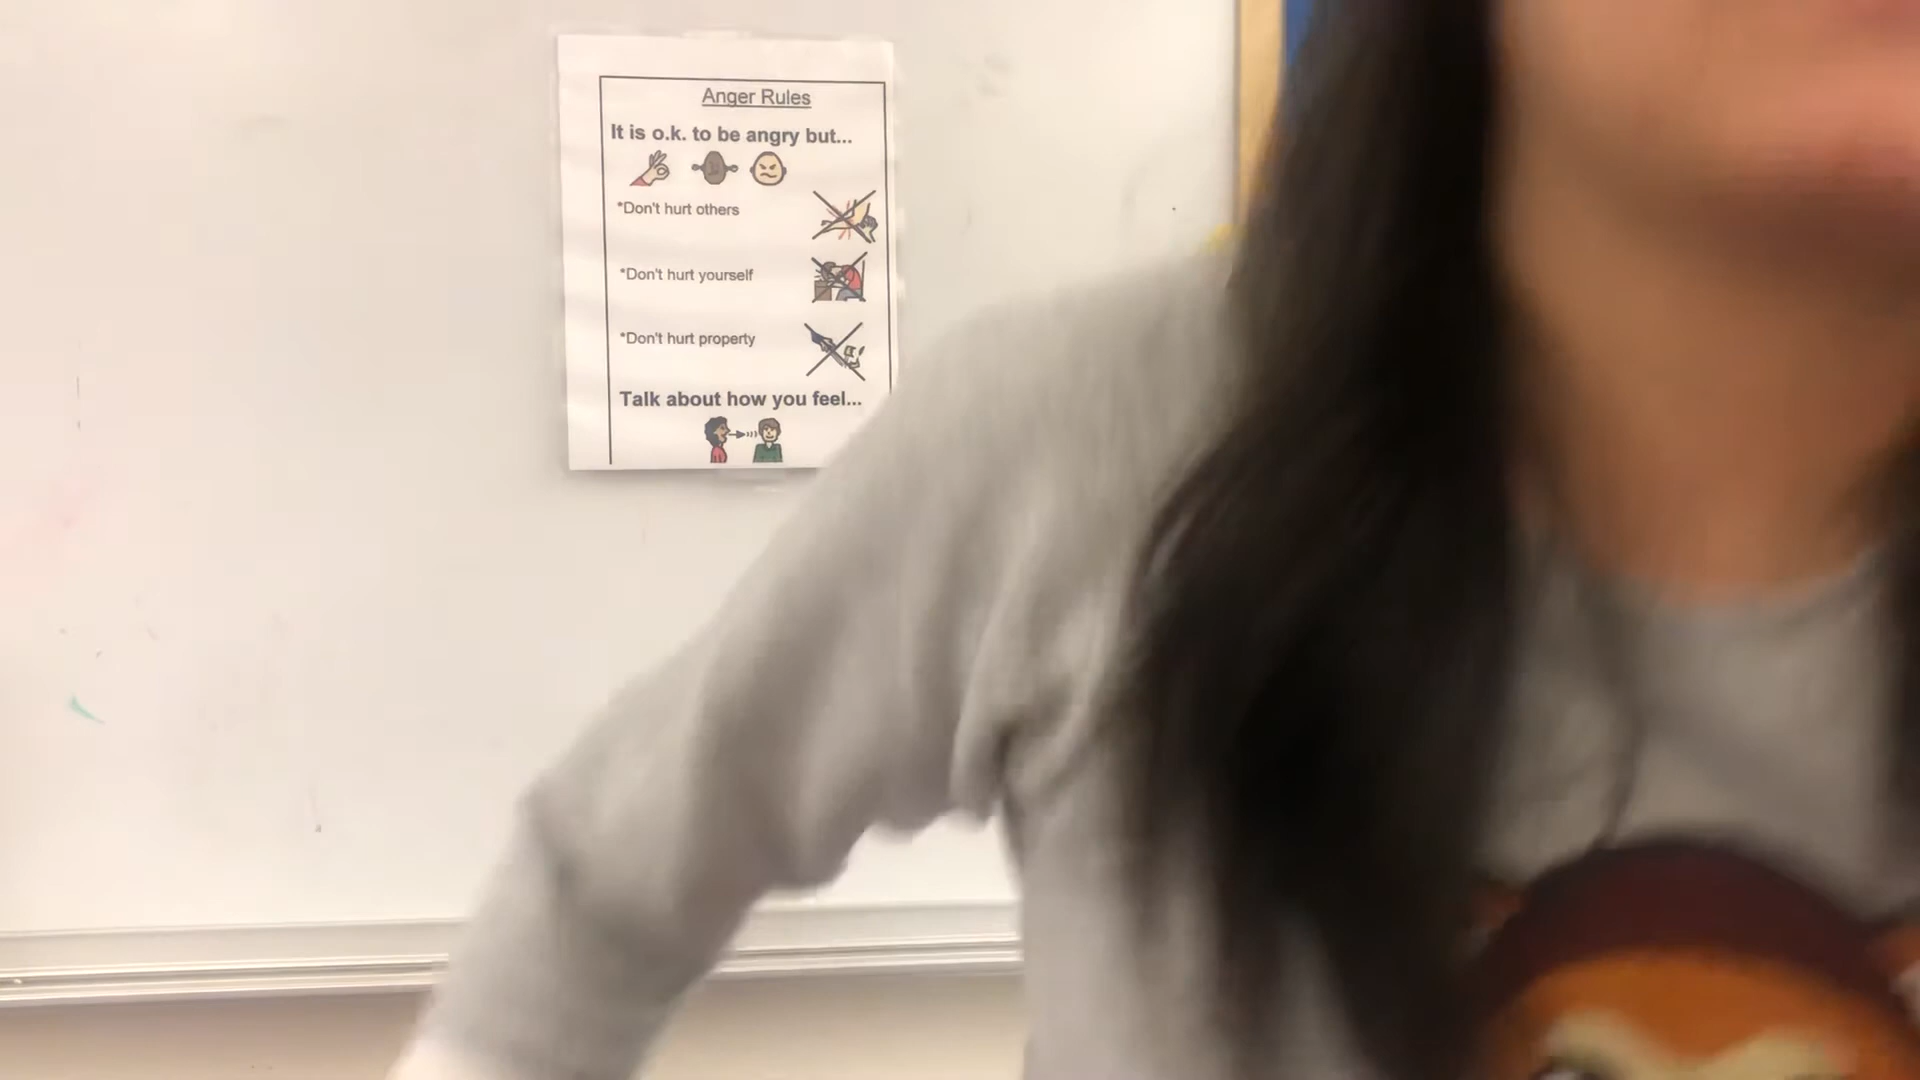 Anger Rules
It is o.k. to be angry but...
*Don't hurt others
*Don't hurt yourself
*Don't hurt property
Talk about how you feel...